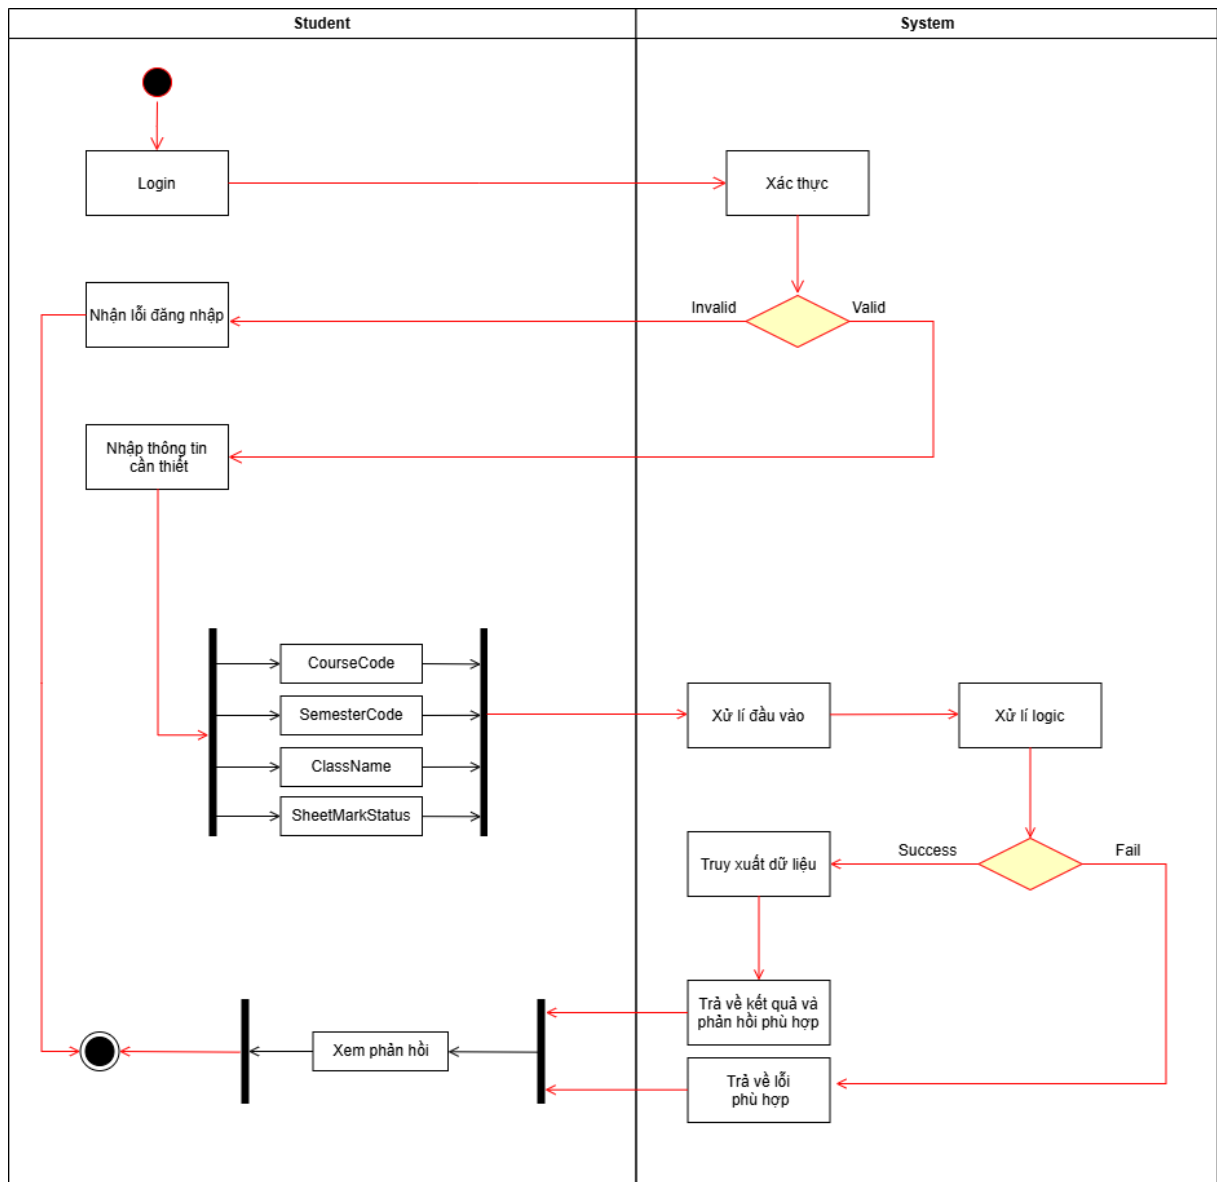 Student
System
Login
Xác thực
Nhận lỗi đăng nhập
Invalid
Valid
Nhập thông tin
cần thiết
CourseCode
SemesterCode
ClassName
SheetMarkStatus
Xử lí đầu vào
Xử lí logic
Truy xuất dữ liệu
Success
Fail
Trả về kết quả và
phản hồi phù hợp
Xem phản hồi
Trả về lỗi
phù hợp